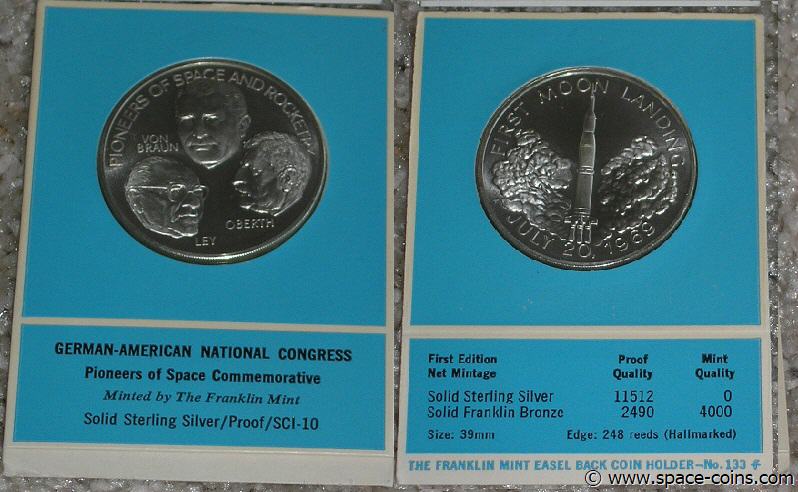 PIONEERS OF SPACE AND ROCKETRY
VON
BRAUN
LEY
OBERTH
GERMAN-AMERICAN NATIONAL CONGRESS
Pioneers of Space Commemorative
Minted by The Franklin Mint
Solid Sterling Silver/Proof/SCI-10
FIRST MOON LANDING
JULY 20, 1969
First Edition Proof Mint
Net Mintage Quality Quality
Solid Sterling Silver 11512 0
Solid Franklin Bronze 2490 4000
Size: 39mm Edge: 248 reeds (Hallmarked)
THE FRANKLIN MINT EASEL BACK COIN HOLDER—No. 133
© www.space-coins.com